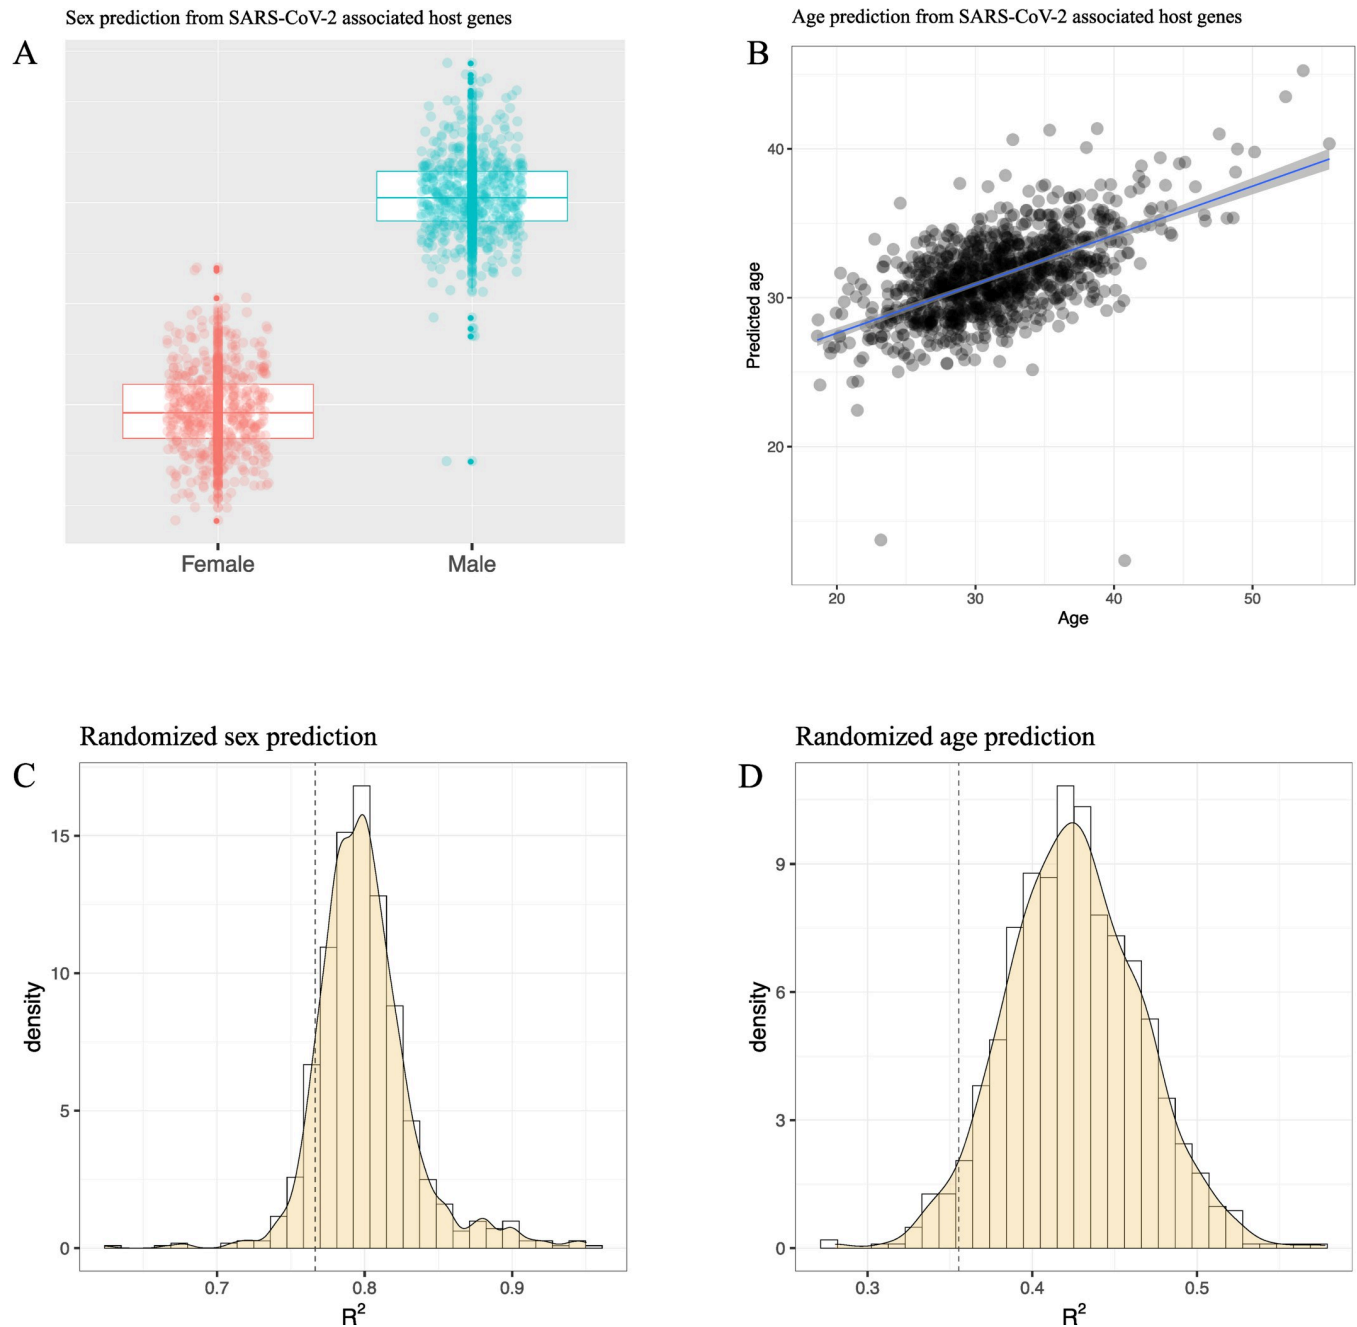 Sex prediction from SARS-CoV-2 associated host genes
A
Female
Male
Age prediction from SARS-CoV-2 associated host genes
B
Predicted age
40
30
20
20
30
40
50
Age
Randomized sex prediction
C
density
15
10
5
0
0.7
0.8
0.9
R²
Randomized age prediction
D
density
9
6
3
0
0.3
0.4
0.5
R²